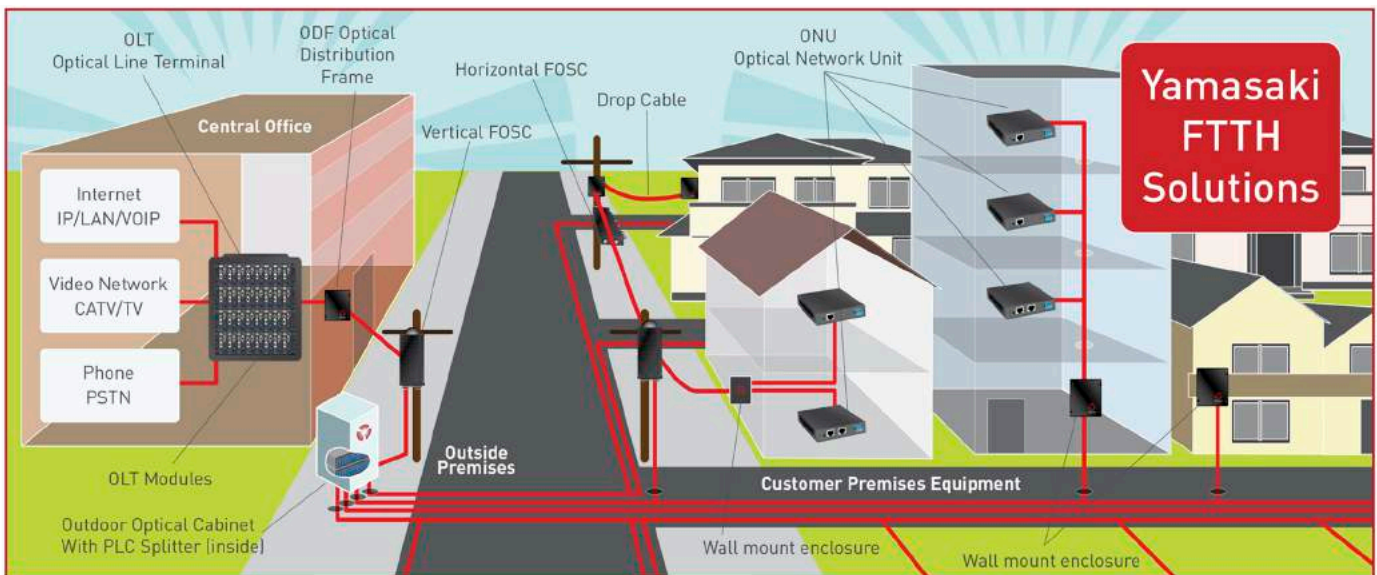 OLT
Optical Line Terminal
ODF Optical
Distribution
Frame
Horizontal FOSC
Drop Cable
ONU
Optical Network Unit
Yamasaki
FTTH
Solutions
Central Office
Vertical FOSC
Internet
IP/LAN/VOIP
Video Network
CATV/TV
Phone
PSTN
OLT Modules
Outside
Premises
Customer Premises Equipment
Outdoor Optical Cabinet
With PLC Splitter (inside)
Wall mount enclosure
Wall mount enclosure